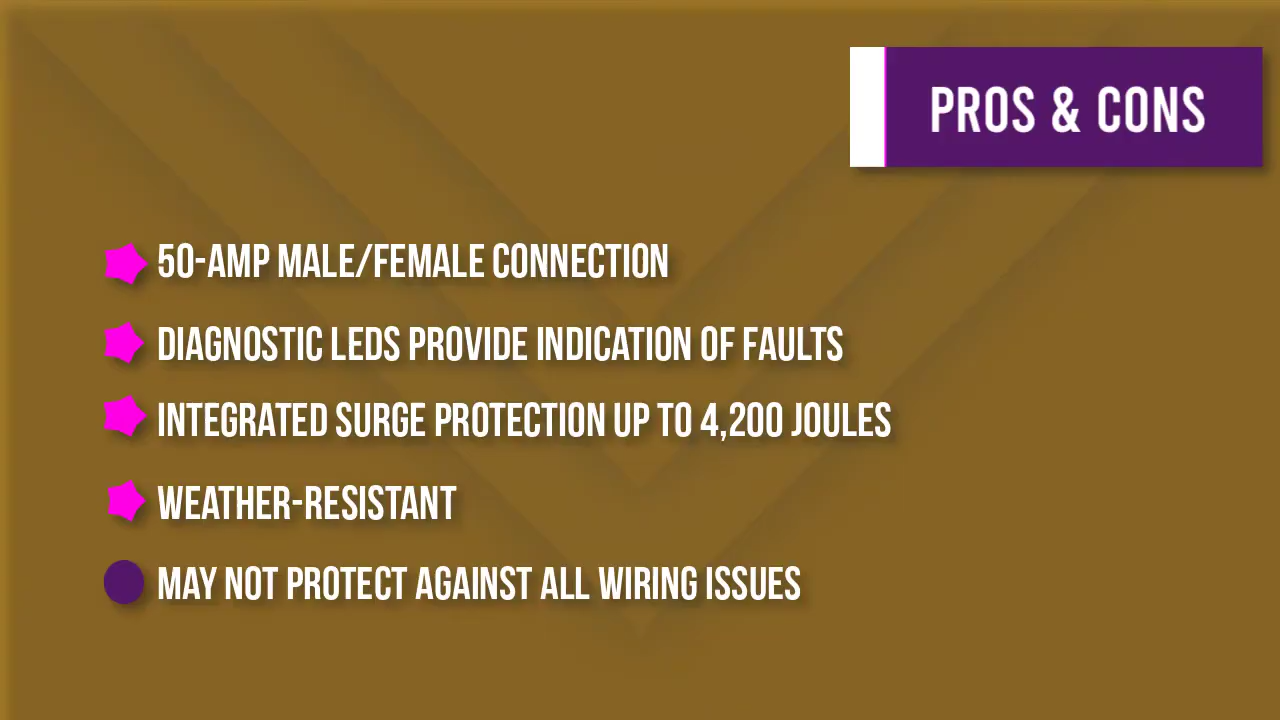 PROS & CONS
50-AMP MALE/FEMALE CONNECTION
DIAGNOSTIC LEDS PROVIDE INDICATION OF FAULTS
INTEGRATED SURGE PROTECTION UP TO 4,200 JOULES
WEATHER-RESISTANT
MAY NOT PROTECT AGAINST ALL WIRING ISSUES